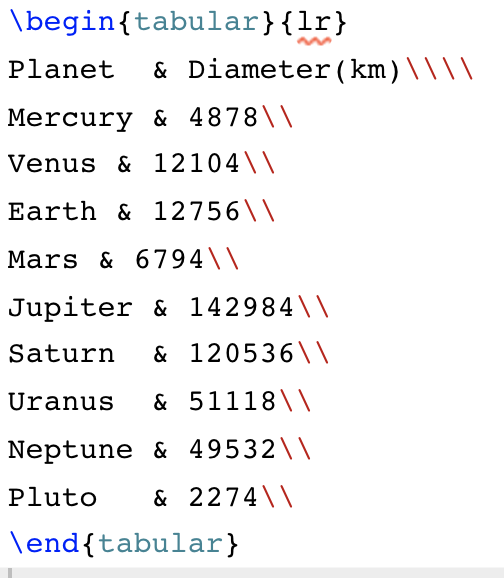 \begin{tabular}{lr}
Planet  & Diameter(km)\\\\
Mercury & 4878\\
Venus & 12104\\
Earth & 12756\\
Mars & 6794\\
Jupiter & 142984\\
Saturn  & 120536\\
Uranus  & 51118\\
Neptune & 49532\\
Pluto   & 2274\\
\end{tabular}